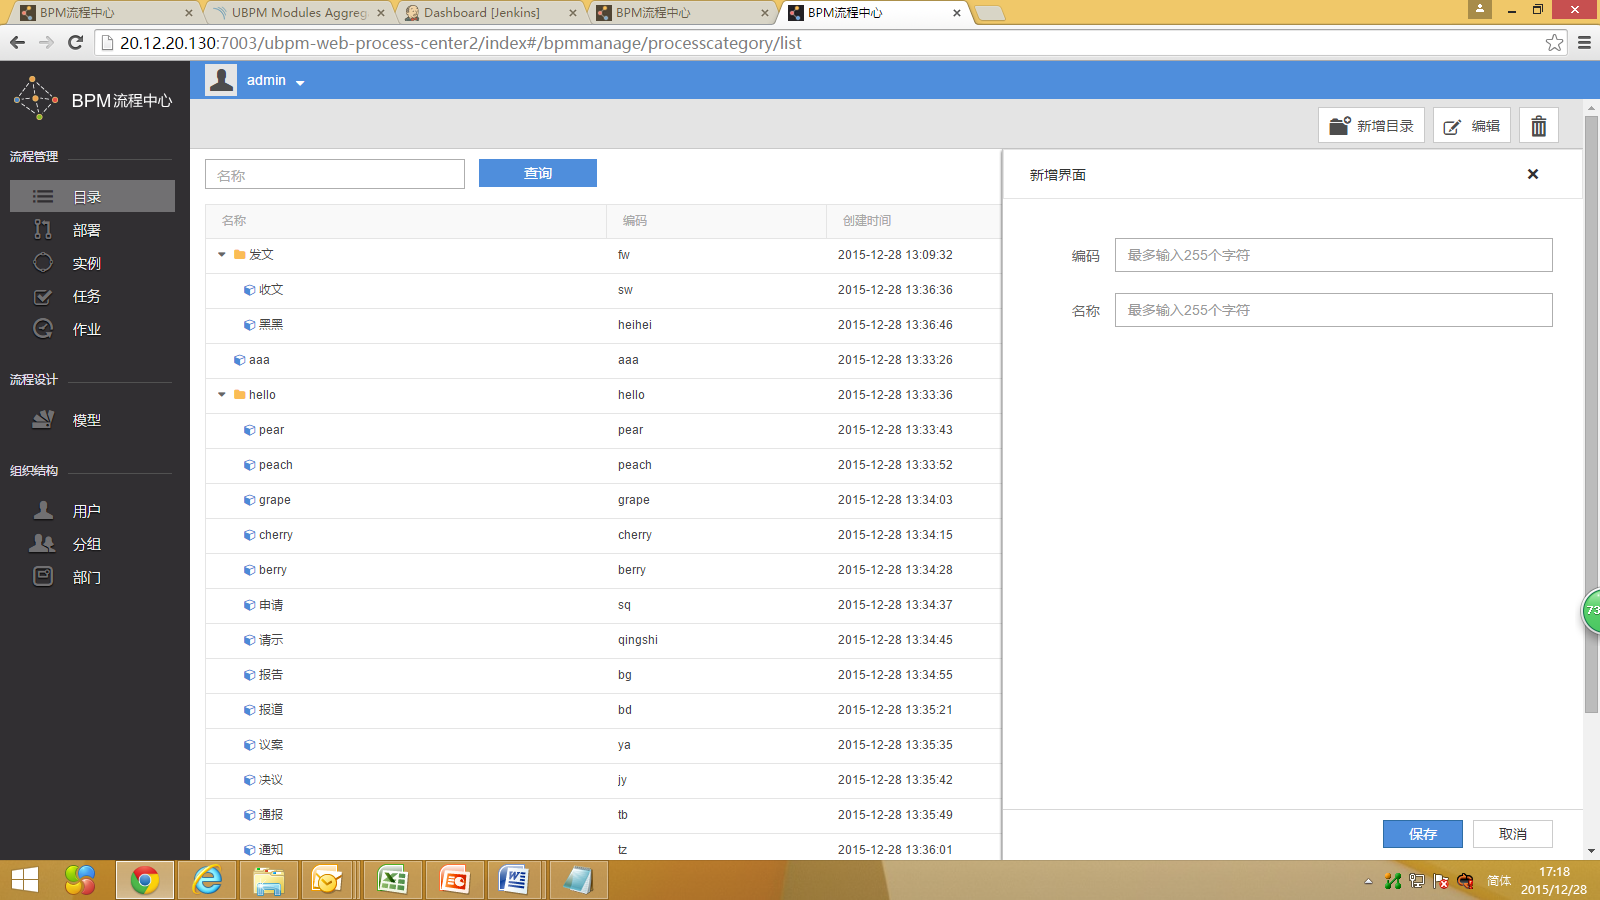 BPM流程中心
UBPM Modules Aggreg
Dashboard [Jenkins]
BPM流程中心
BPM流程中心
20.12.20.130:7003/ubpm-web-process-center2/index#/bpmmanage/processcategory/list
BPM流程中心
admin
新增目录
编辑
流程管理
目录
部署
实例
任务
作业
流程设计
模型
组织结构
用户
分组
部门
名称
查询
名称 编码 创建时间
发文 fw 2015-12-28 13:09:32
收文 sw 2015-12-28 13:36:36
黑黑 heihei 2015-12-28 13:36:46
aaa aaa 2015-12-28 13:33:26
hello hello 2015-12-28 13:33:36
pear pear 2015-12-28 13:33:43
peach peach 2015-12-28 13:33:52
grape grape 2015-12-28 13:34:03
cherry cherry 2015-12-28 13:34:15
berry berry 2015-12-28 13:34:28
申请 sq 2015-12-28 13:34:37
请示 qingshi 2015-12-28 13:34:45
报告 bg 2015-12-28 13:34:55
报道 bd 2015-12-28 13:35:21
议案 ya 2015-12-28 13:35:35
决议 jy 2015-12-28 13:35:42
通报 tb 2015-12-28 13:35:49
通知 tz 2015-12-28 13:36:01
新增界面
编码 最多输入255个字符
名称 最多输入255个字符
保存
取消
73
简体
17:18
2015/12/28